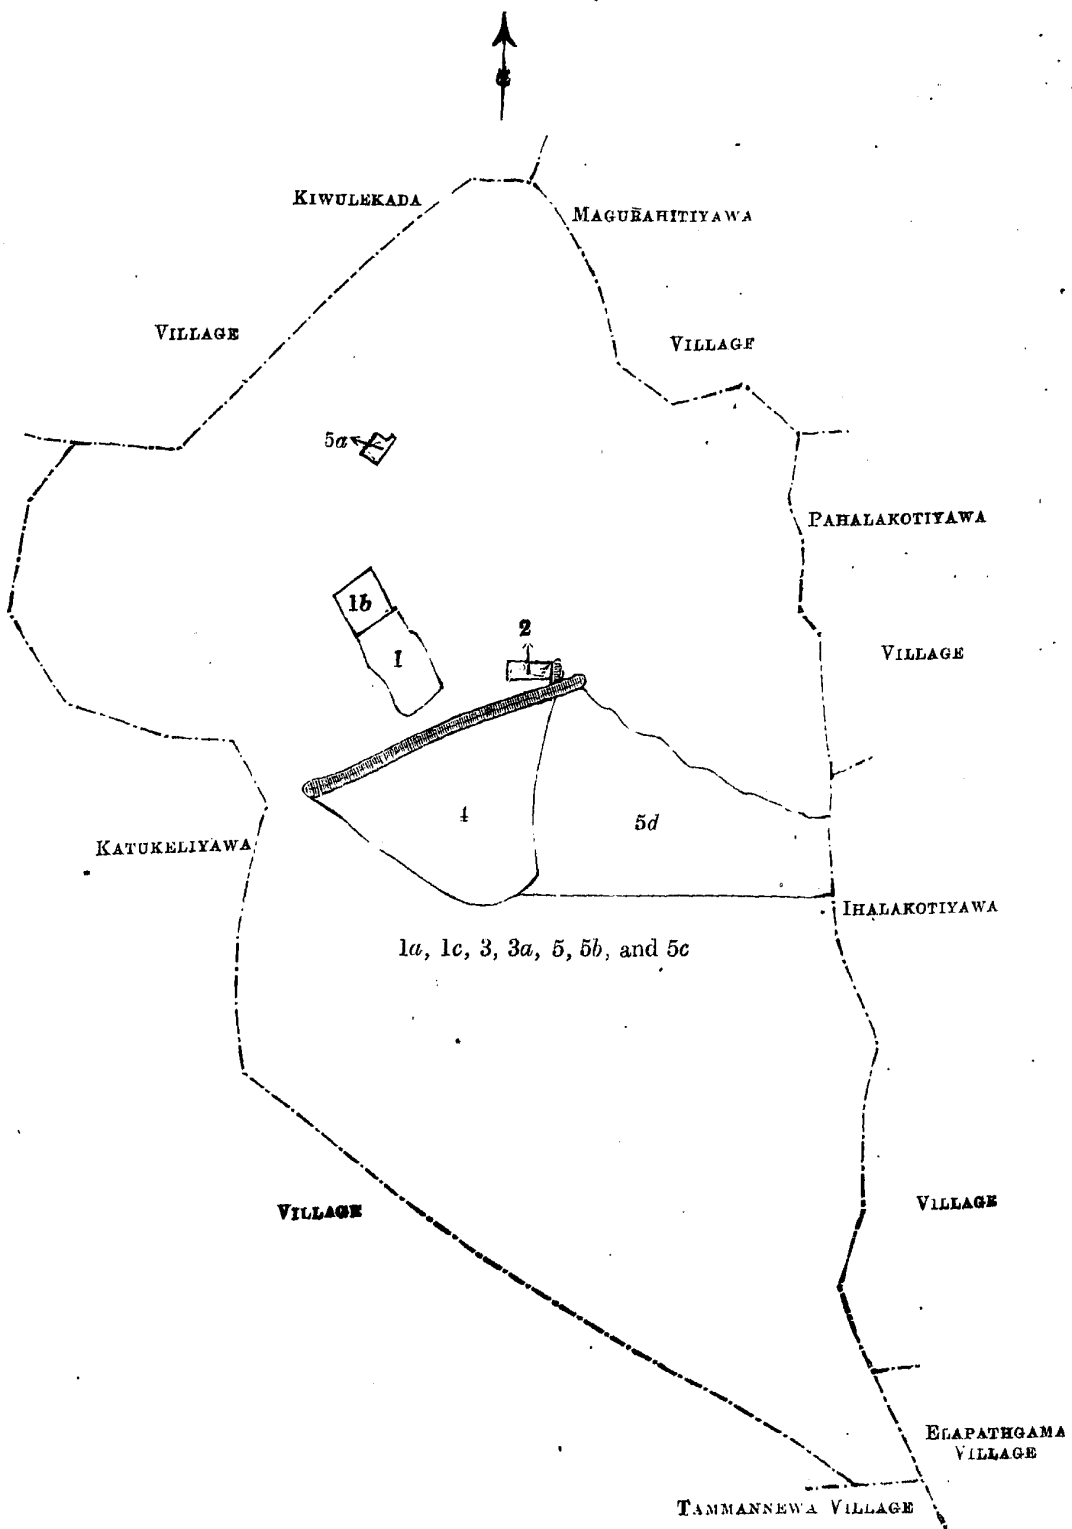 KIWULEKADA
MAGURAHITIYAWA
VILLAGE
VILLAGE
5a
PAHALAKOTIYAWA
1b
2
1
VILLAGE
4
5d
KATUKELIYAWA
IHALAKOTIYAWA
1a, 1c, 3, 3a, 5, 5b, and 5c
VILLAGE
VILLAGE
ELAPATHGAMA
VILLAGE
TAMMANNEWA VILLAGE